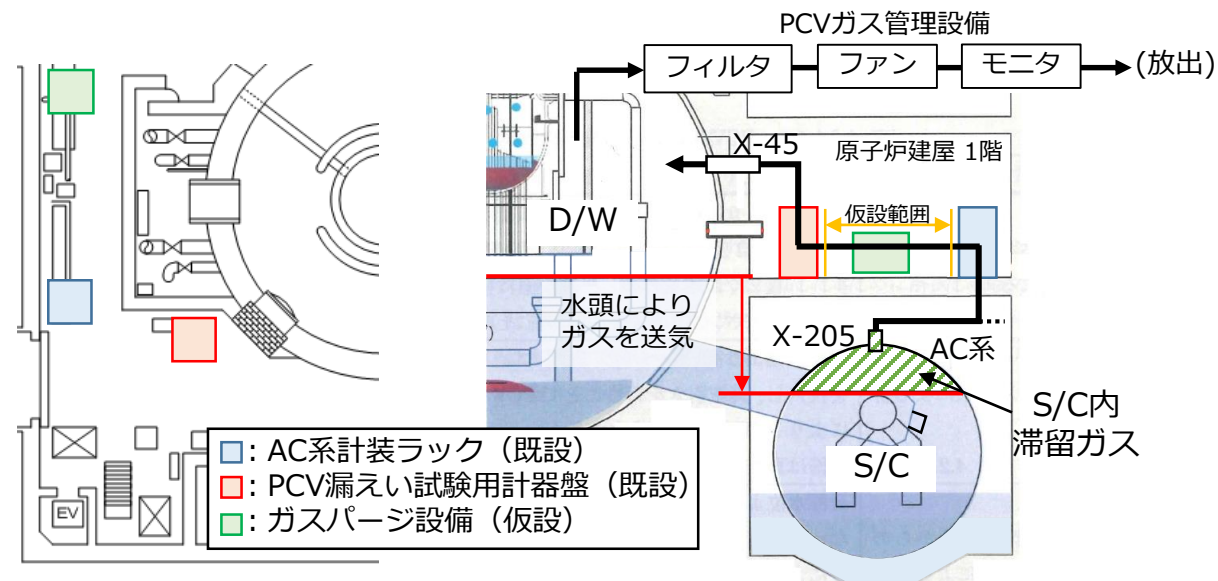 PCVガス管理設備
フィルタ
ファン
モニタ
(放出)
X-45
原子炉建屋 1階
D/W
仮設範囲
水頭により
ガスを送気
X-205
AC系
S/C内
滞留ガス
S/C
EV
: AC系計装ラック（既設）
: PCV漏えい試験用計器盤（既設）
: ガスパージ設備（仮設）